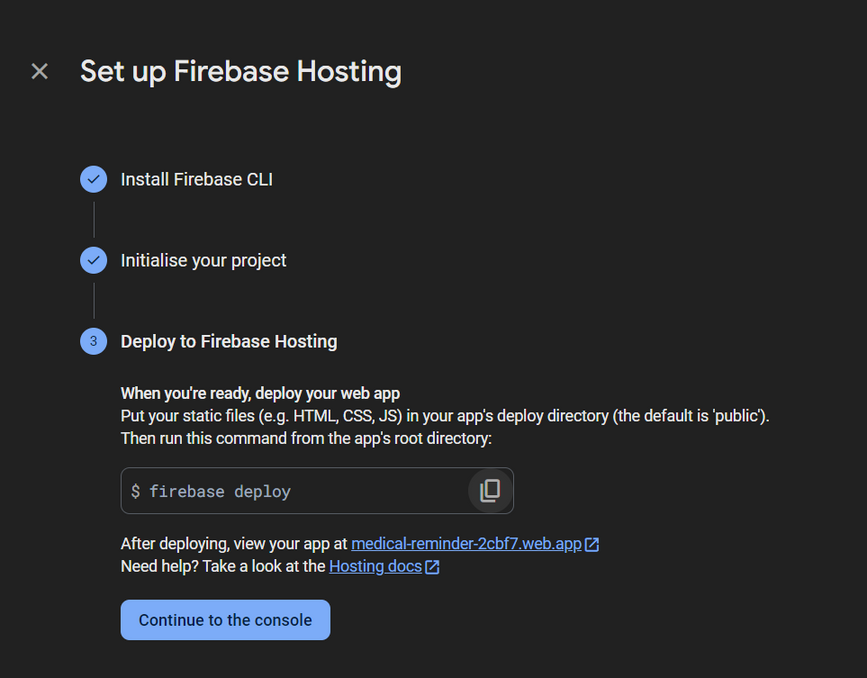 Set up Firebase Hosting
Install Firebase CLI
Initialise your project
3 Deploy to Firebase Hosting
When you're ready, deploy your web app
Put your static files (e.g. HTML, CSS, JS) in your app's deploy directory (the default is 'public').
Then run this command from the app's root directory:
$ firebase deploy
After deploying, view your app at medical-reminder-2cbf7.web.app
Need help? Take a look at the Hosting docs
Continue to the console